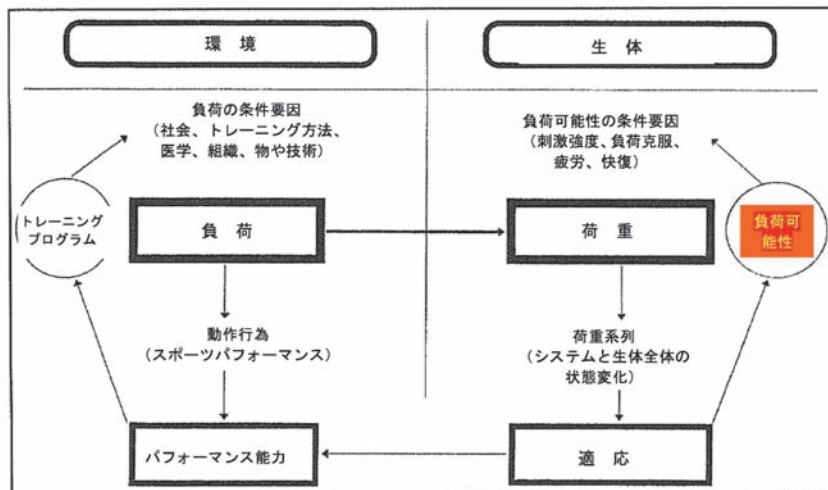 環 境
生 体
負荷の条件要因
（社会、トレーニング方法、
医学、組織、物や技術）
負荷可能性の条件要因
（刺激強度、負荷克服、
疲労、快復）
トレーニング
プログラム
負 荷
荷 重
負荷可
能性
動作行為
（スポーツパフォーマンス）
荷重系列
（システムと生体全体の
状態変化）
パフォーマンス能力
適 応